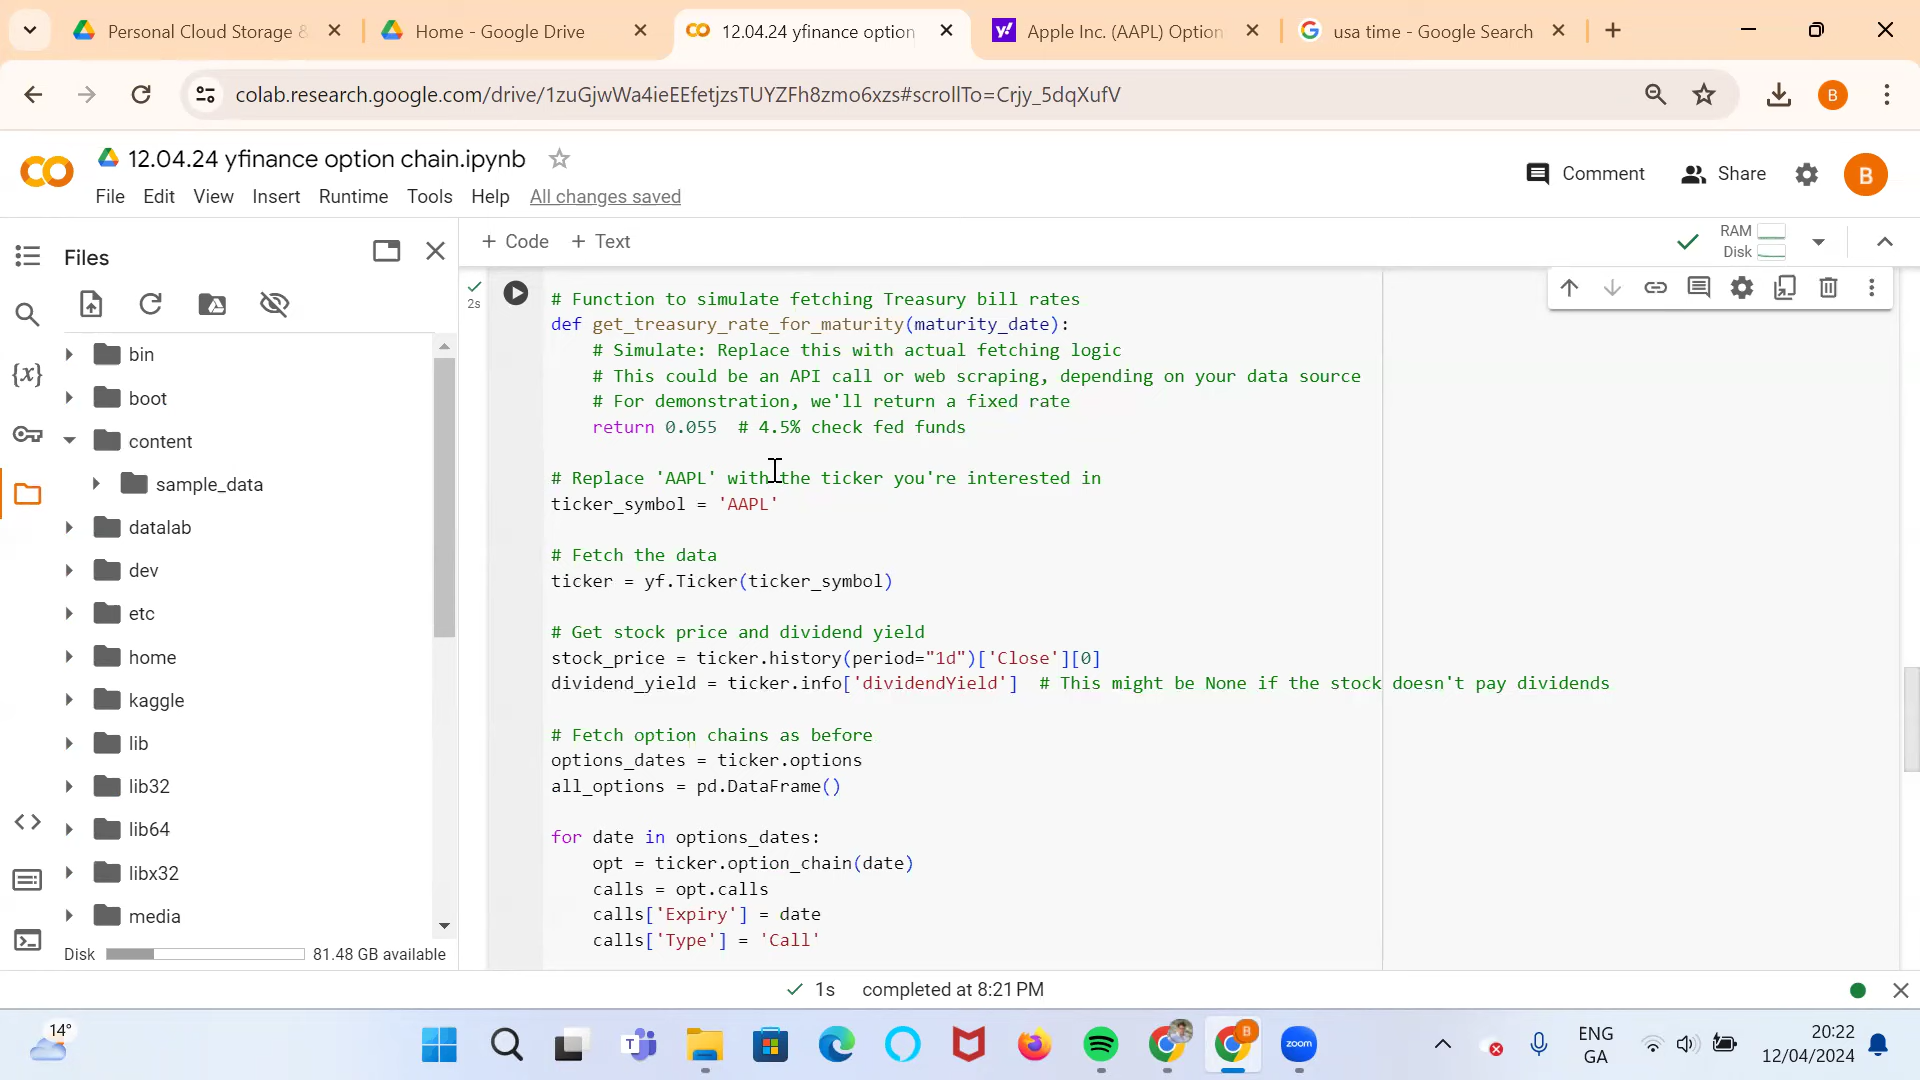 Personal Cloud Storage &
Home - Google Drive
12.04.24 yfinance option
Apple Inc. (AAPL) Option
usa time - Google Search
colab.research.google.com/drive/1zuGjwWa4ieEEfetjzsTUYZFh8zmo6xzs#scrollTo=Crjy_5dqXufV
B
12.04.24 yfinance option chain.ipynb
Comment
Share
B
File Edit View Insert Runtime Tools Help All changes saved
Files
+ Code + Text
RAM
Disk
2s
bin
boot
content
sample_data
datalab
dev
etc
home
kaggle
lib
lib32
lib64
libx32
media
Disk 81.48 GB available
# Function to simulate fetching Treasury bill rates
def get_treasury_rate_for_maturity(maturity_date):
# Simulate: Replace this with actual fetching logic
# This could be an API call or web scraping, depending on your data source
# For demonstration, we'll return a fixed rate
return 0.055 # 4.5% check fed funds
# Replace 'AAPL' with the ticker you're interested in
ticker_symbol = 'AAPL'
# Fetch the data
ticker = yf.Ticker(ticker_symbol)
# Get stock price and dividend yield
stock_price = ticker.history(period="1d")['Close'][0]
dividend_yield = ticker.info['dividendYield'] # This might be None if the stock doesn't pay dividends
# Fetch option chains as before
options_dates = ticker.options
all_options = pd.DataFrame()
for date in options_dates:
opt = ticker.option_chain(date)
calls = opt.calls
calls['Expiry'] = date
calls['Type'] = 'Call'
1s completed at 8:21 PM
14°
zoom
ENG
GA
20:22
12/04/2024